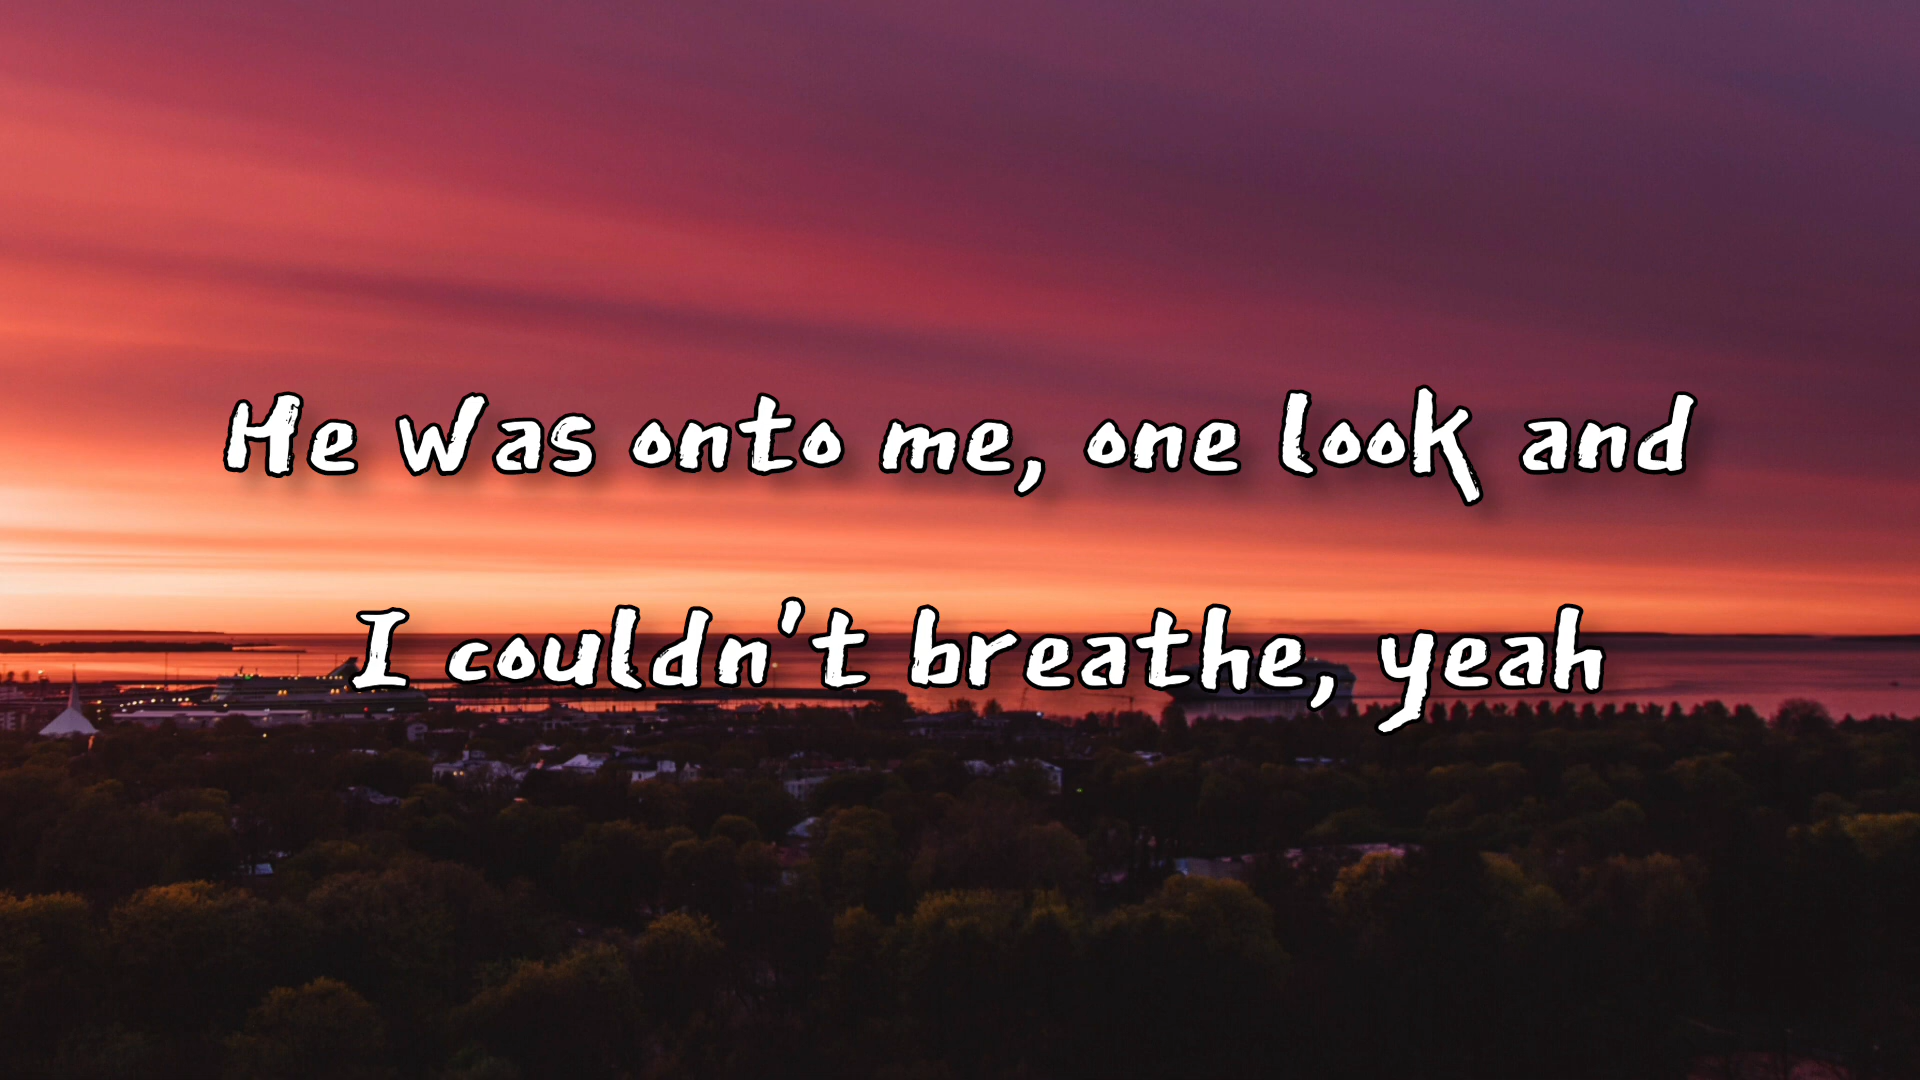 He was onto me, one look and
I couldn't breathe, yeah